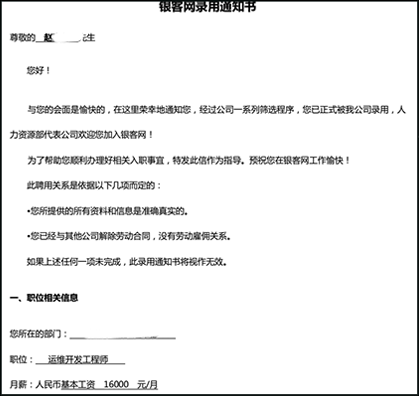 银客网录用通知书
尊敬的 赵 先生
您好！
与您的会面是愉快的，在这里荣幸地通知您，经过公司一系列筛选程序，您已正式被我公司录用，人
力资源部代表公司欢迎您加入银客网！
为了帮助您顺利办理好相关入职事宜，特发此信作为指导。预祝您在银客网工作愉快！
此聘用关系是依据以下几项而定的：
•您所提供的所有资料和信息是准确真实的。
•您已经与其他公司解除劳动合同，没有劳动雇佣关系。
如果上述任何一项未完成，此录用通知书将视作无效。
一、职位相关信息
您所在的部门：
职位： 运维开发工程师
月薪：人民币基本工资 16000 元/月